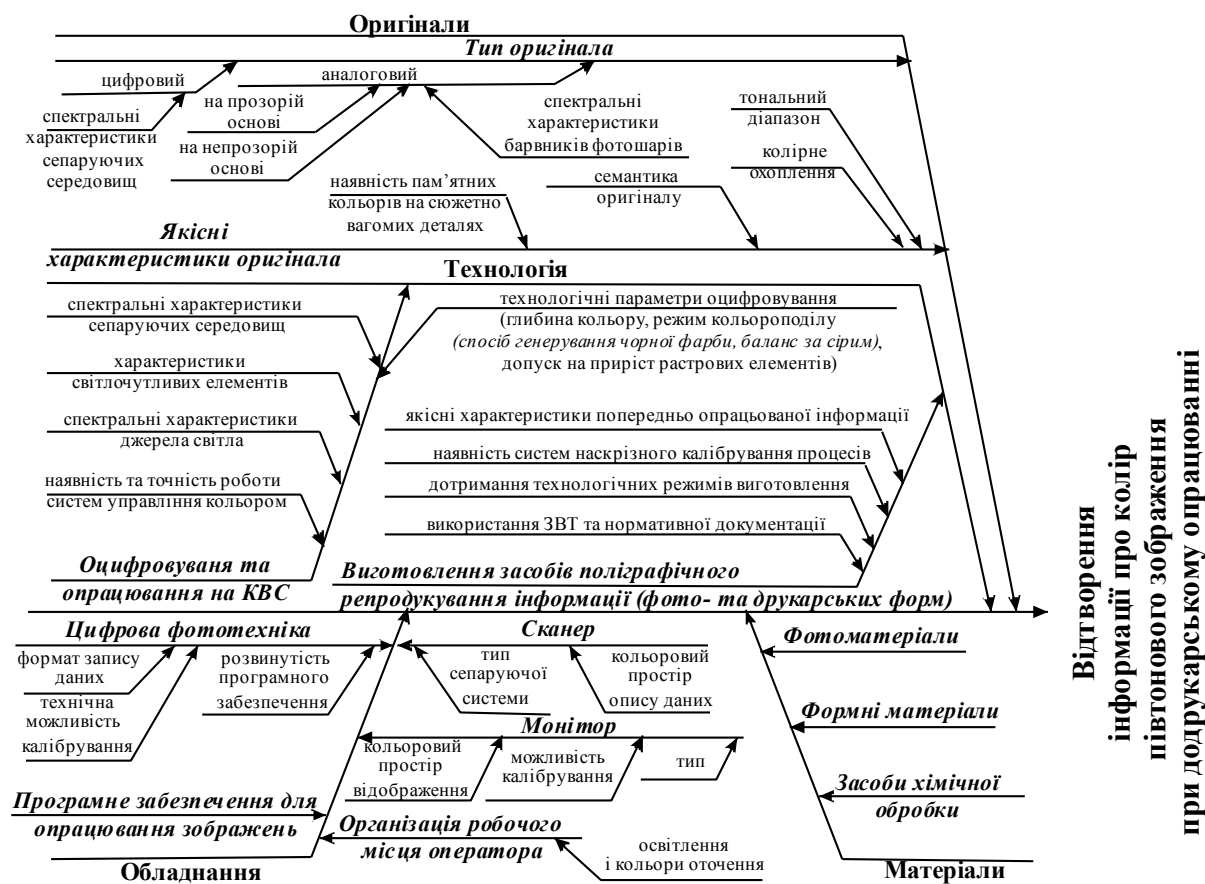 Оригінали
Тип оригінала
цифровий
аналоговий
спектральні
характеристики
сепаруючих
середовищ
на прозорій
основі
на непрозорій
основі
спектральні
характеристики
барвників фотошарів
тональний
діапазон
колірне
охоплення
наявність пам’ятних
кольорів на сюжетно
вагомих деталях
семантика
оригіналу
Якісні
характеристики оригінала
Технологія
спектральні характеристики
сепаруючих середовищ
характеристики
світлочутливих елементів
спектральні характеристики
джерела світла
наявність та точність роботи
систем управління кольором
Оцифровуваня та
опрацювання на КВС
технологічні параметри оцифровування
(глибина кольору, режим кольороподілу
(спосіб генерування чорної фарби, баланс за сірим),
допуск на приріст растрових елементів)
якісні характеристики попередньо опрацьованої інформації
наявність систем наскрізного калібрування процесів
дотримання технологічних режимів виготовлення
використання ЗВТ та нормативної документації
Виготовлення засобів поліграфічного
репродукування інформації (фото- та друкарських форм)
Цифрова фототехніка
формат запису
даних
технічна
можливість
калібрування
розвинутість
програмного
забезпечення
Сканер
тип
сепаруючої
системи
кольоровий
простір
опису даних
Монітор
кольоровий
простір
відображення
можливість
калібрування
тип
Програмне забезпечення для
опрацювання зображень
Організація робочого
місця оператора
освітлення
і кольори оточення
Обладнання
Фотоматеріали
Формні матеріали
Засоби хімічної
обробки
Матеріали
Відтворення
інформації про колір
півтонового зображення
при додрукарському опрацюванні